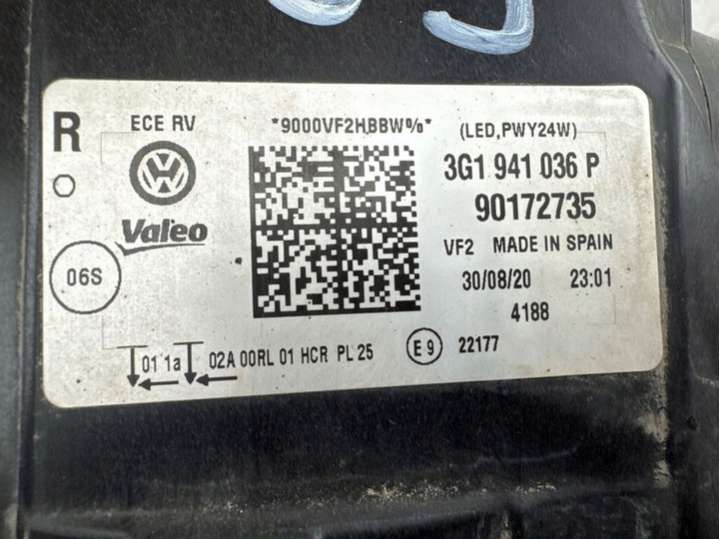 R
ECE RV
*9000VF2HBBW%*
(LED,PWY24W)
3G1 941 036 P
90172735
Valeo
VF2 MADE IN SPAIN
06S
30/08/20 23:01
4188
01 1a 02A 00RL 01 HCR PL 25
E9 22177